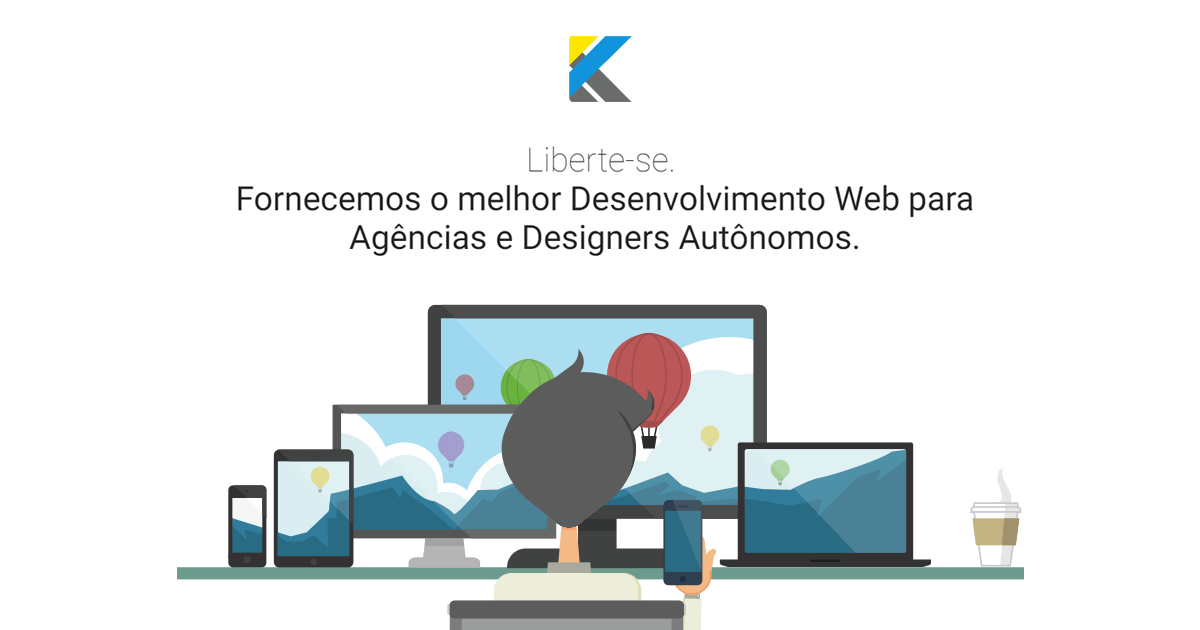 Liberte-se.
Fornecemos o melhor Desenvolvimento Web para
Agências e Designers Autônomos.